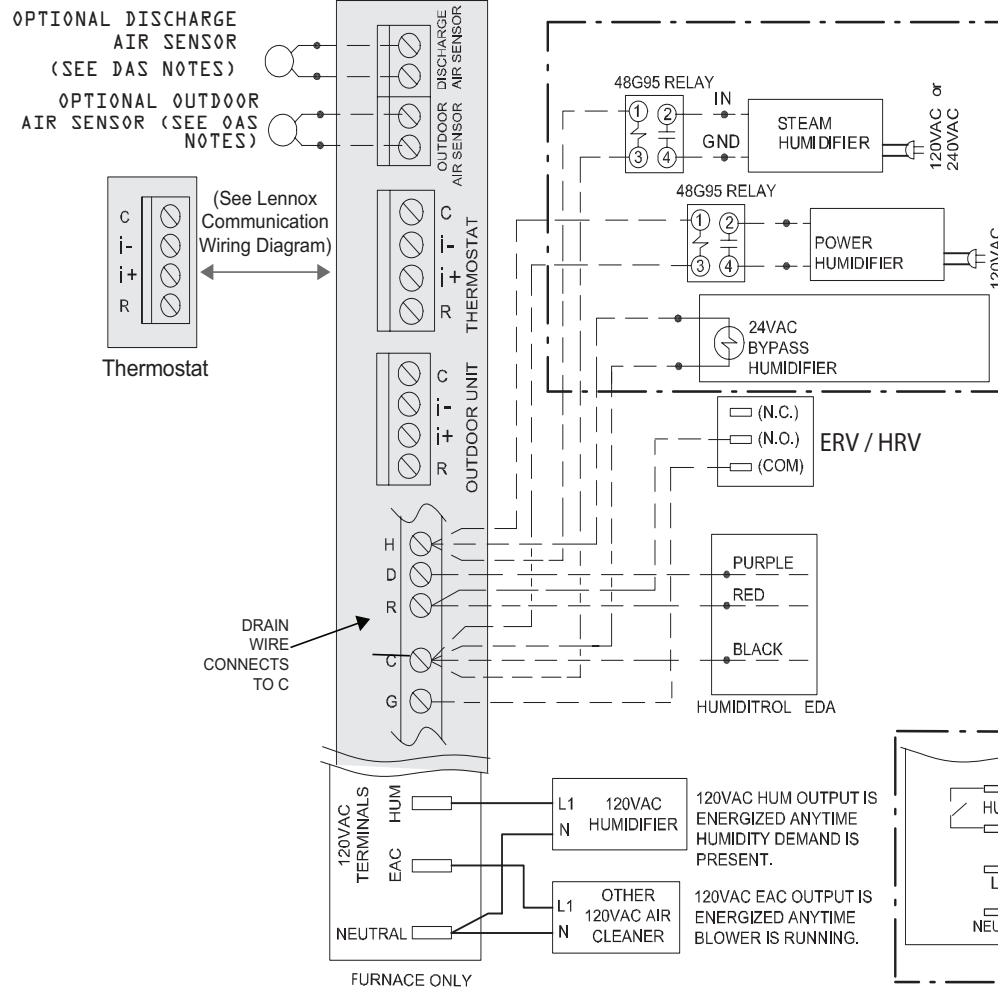 OPTIONAL DISCHARGE
AIR SENSOR
(SEE DAS NOTES)
OPTIONAL OUTDOOR
AIR SENSOR (SEE OAS
NOTES)
DISCHARGE
AIR SENSOR
OUTDOOR
AIR SENSOR
C
i-
i+
R
Thermostat
(See Lennox
Communication
Wiring Diagram)
C
i-
i+
R
THERMOSTAT
C
i-
i+
R
OUTDOOR UNIT
H
D
R
C
G
DRAIN
WIRE
CONNECTS
TO C
48G95 RELAY
1 2
3 4
IN
GND
STEAM
HUMIDIFIER
120VAC or
240VAC
48G95 RELAY
1 2
3 4
POWER
HUMIDIFIER
120VAC
24VAC
BYPASS
HUMIDIFIER
(N.C.)
(N.O.)
(COM)
ERV / HRV
PURPLE
RED
BLACK
HUMIDITROL EDA
120VAC
TERMINALS
HUM
EAC
NEUTRAL
FURNACE ONLY
L1
N
120VAC
HUMIDIFIER
120VAC HUM OUTPUT IS
ENERGIZED ANYTIME
HUMIDITY DEMAND IS
PRESENT.
L1
N
OTHER
120VAC AIR
CLEANER
120VAC EAC OUTPUT IS
ENERGIZED ANYTIME
BLOWER IS RUNNING.
HU
L
NEU